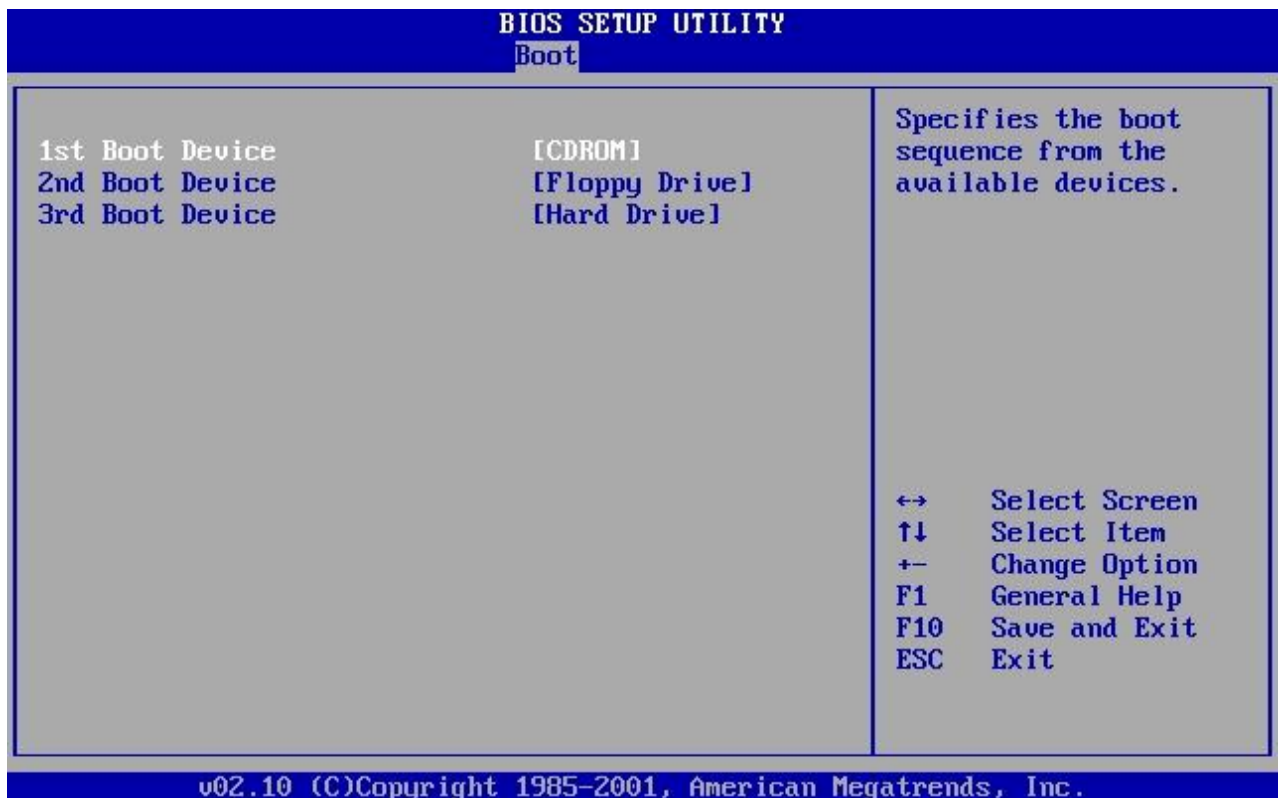 BIOS SETUP UTILITY
Boot
1st Boot Device [CDROM]
2nd Boot Device [Floppy Drive]
3rd Boot Device [Hard Drive]
Specifies the boot
sequence from the
available devices.
←→ Select Screen
↑↓ Select Item
+- Change Option
F1 General Help
F10 Save and Exit
ESC Exit
v02.10 (C)Copyright 1985-2001, American Megatrends, Inc.